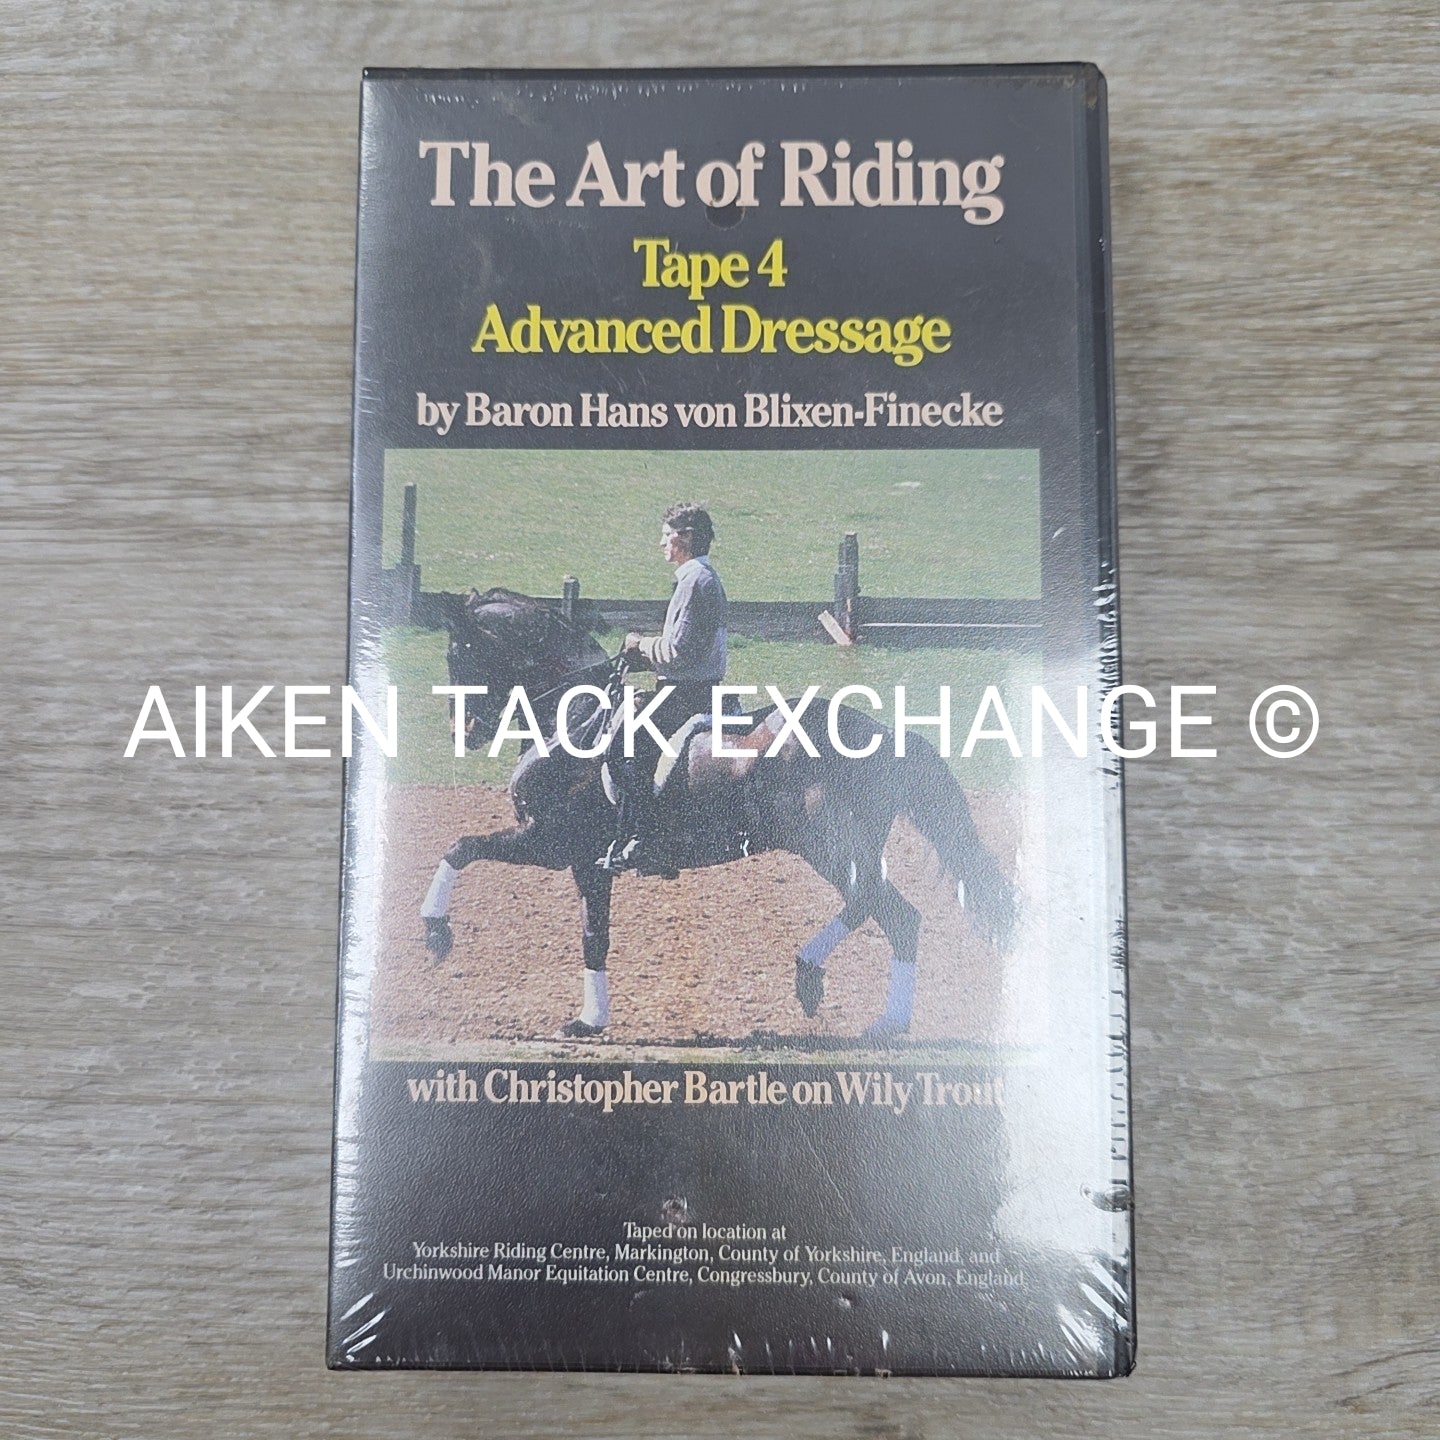 The Art of Riding
Tape 4
Advanced Dressage
by Baron Hans von Blixen-Finecke
AIKEN TACK EXCHANGE ©
with Christopher Bartle on Wily Trout
Taped on location at
Yorkshire Riding Centre, Markington, County of Yorkshire, England, and
Urchinwood Manor Equitation Centre, Congressbury, County of Avon, England